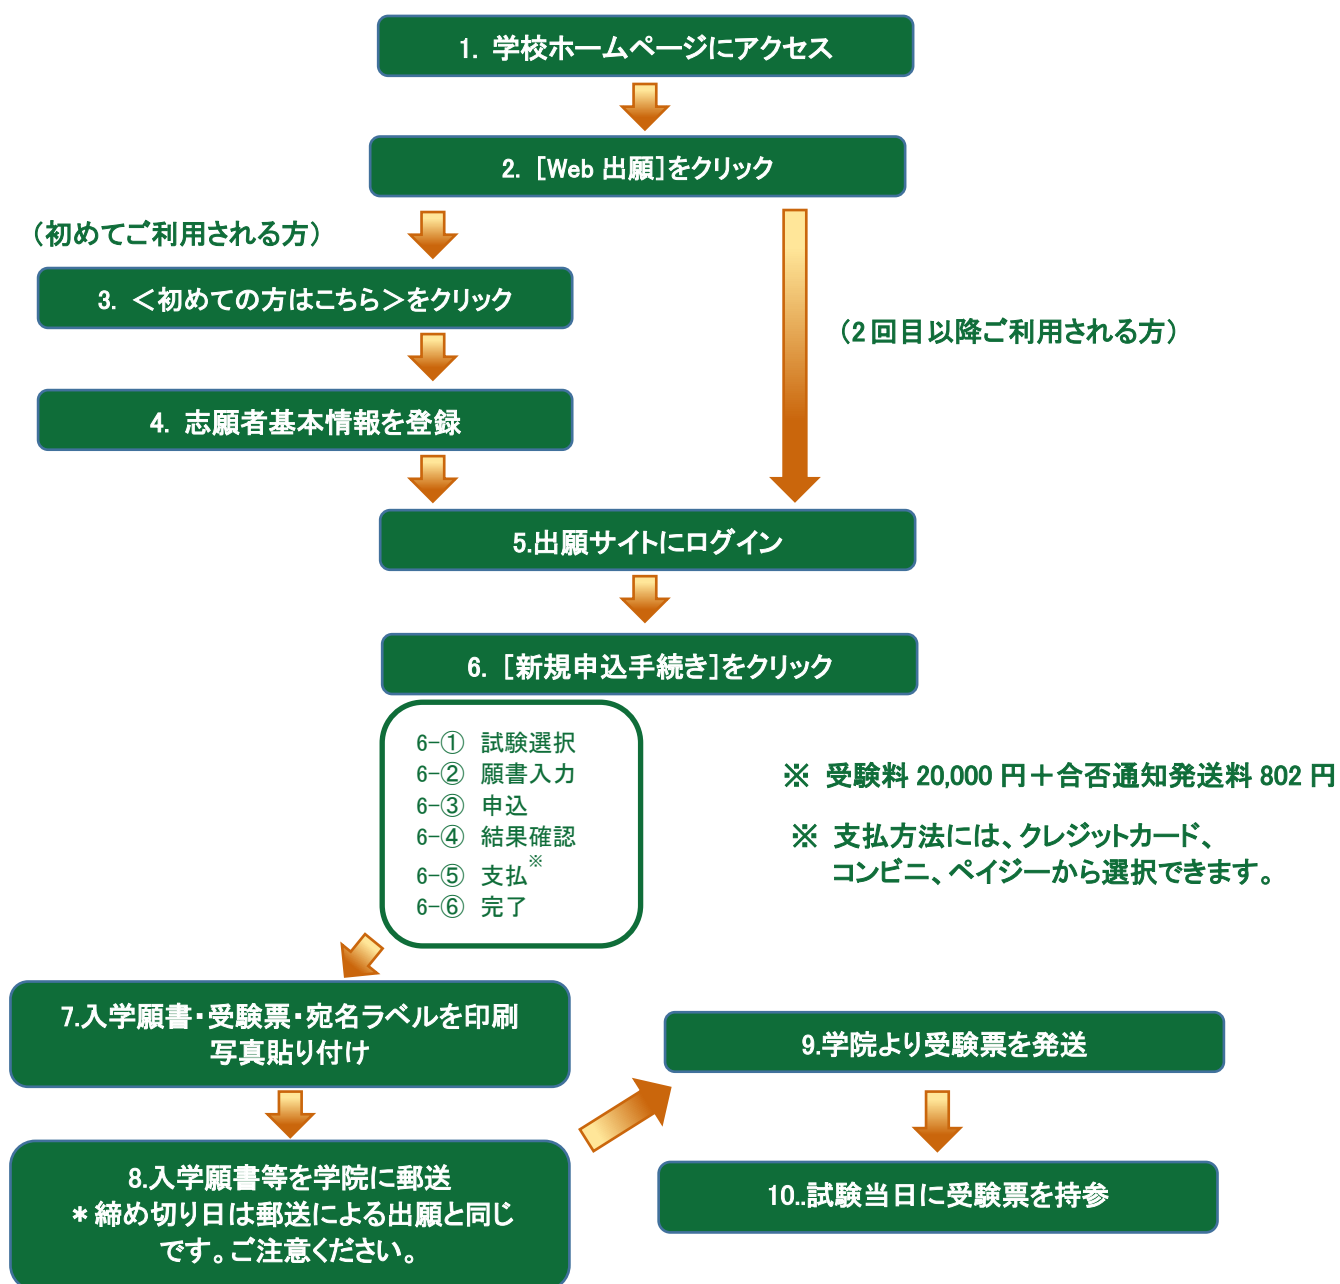 1. 学校ホームページにアクセス
2. [Web 出願]をクリック
(初めてご利用される方)
3. <初めての方はこちら>をクリック
(2回目以降ご利用される方)
4. 志願者基本情報を登録
5.出願サイトにログイン
6. [新規申込手続き]をクリック
6-① 試験選択
6-② 願書入力
6-③ 申込
6-④ 結果確認
6-⑤ 支払※
6-⑥ 完了
※ 受験料 20,000 円+合否通知発送料 802 円
※ 支払方法には、クレジットカード、
コンビニ、ペイジーから選択できます。
7.入学願書・受験票・宛名ラベルを印刷
写真貼り付け
8.入学願書等を学院に郵送
*締め切り日は郵送による出願と同じ
です。ご注意ください。
9.学院より受験票を発送
10..試験当日に受験票を持参